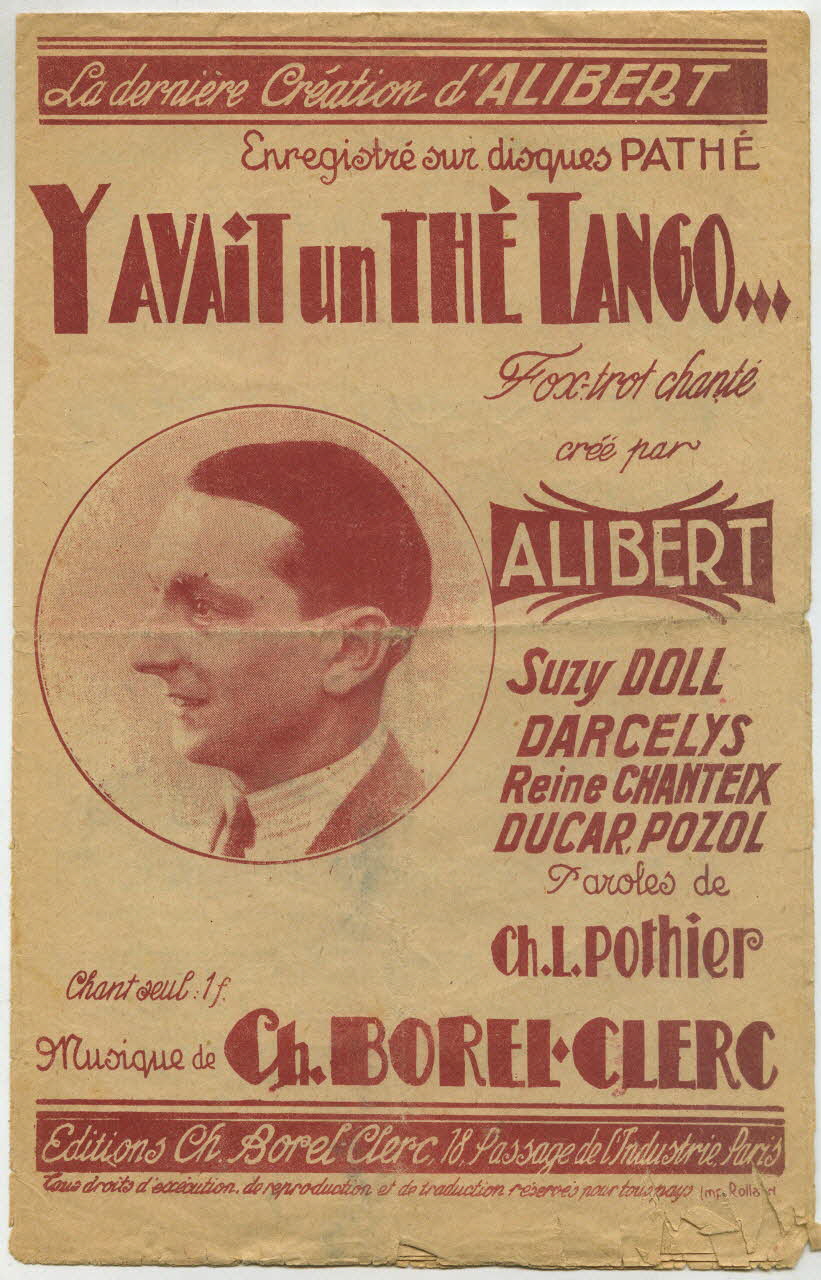 La dernière Création d'ALIBERT
Enregistré sur disques PATHÉ
Y AVAiT un THÈ TANGO...
Fox-trot chanté
créé par
ALIBERT
Suzy DOLL
DARCELYS
Reine CHANTEIX
DUCAR, POZOL
Paroles de
Ch. L. Pothier
Chant seul : 1f.
Musique de Ch. BOREL-CLERC
Editions Ch. Borel-Clerc, 18, Passage de l'Industrie, Paris
Tous droits d'exécution, de reproduction et de traduction réservés pour tous pays Imp. Rolland